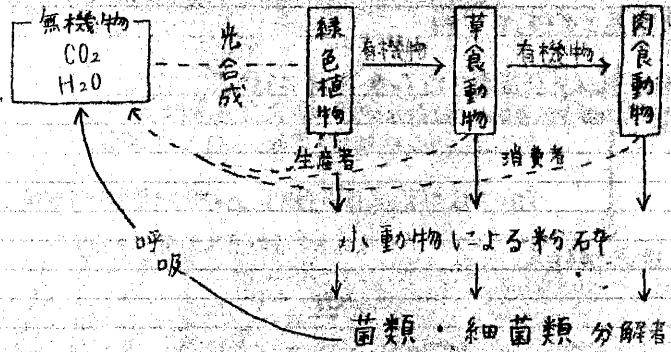 無機物
CO2
H2O
光合成
緑色植物
有機物
草食動物
有機物
肉食動物
生産者
消費者
呼吸
小動物による粉砕
菌類・細菌類 分解者